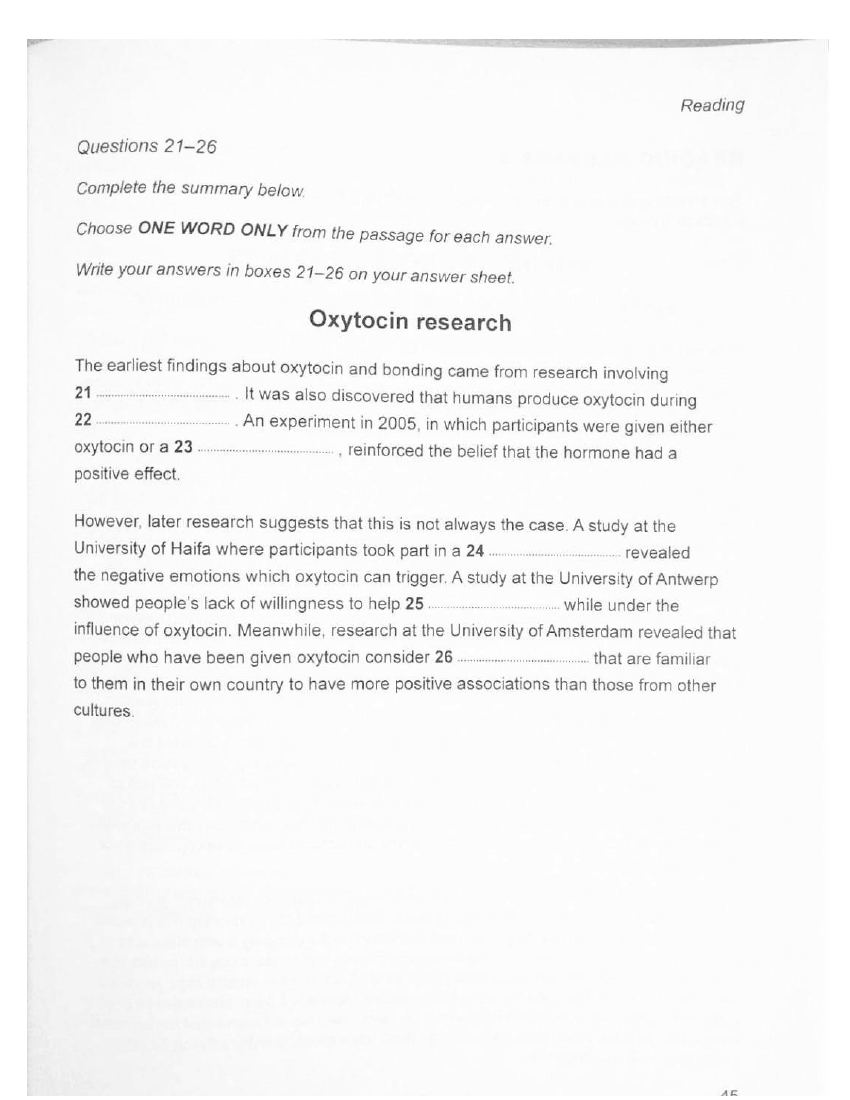 Reading
Questions 21–26
Complete the summary below.
Choose ONE WORD ONLY from the passage for each answer.
Write your answers in boxes 21–26 on your answer sheet.
Oxytocin research
The earliest findings about oxytocin and bonding came from research involving
21 .................... . It was also discovered that humans produce oxytocin during
22 .................... . An experiment in 2005, in which participants were given either
oxytocin or a 23 .................... , reinforced the belief that the hormone had a
positive effect.
However, later research suggests that this is not always the case. A study at the
University of Haifa where participants took part in a 24 .................... revealed
the negative emotions which oxytocin can trigger. A study at the University of Antwerp
showed people's lack of willingness to help 25 .................... while under the
influence of oxytocin. Meanwhile, research at the University of Amsterdam revealed that
people who have been given oxytocin consider 26 .................... that are familiar
to them in their own country to have more positive associations than those from other
cultures.
45